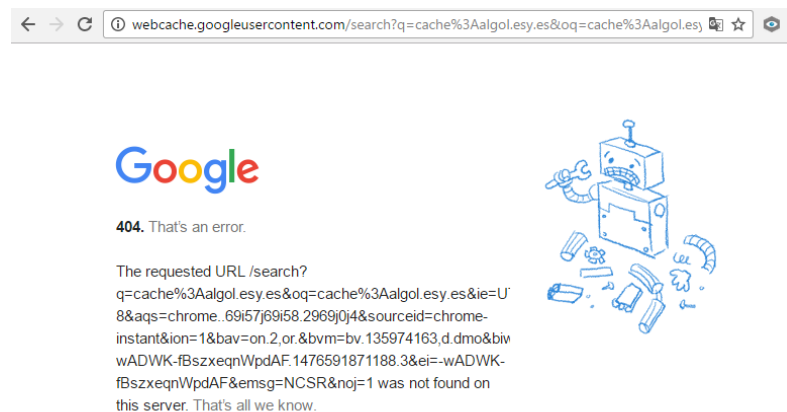 webcache.googleusercontent.com/search?q=cache%3Aalgol.esy.es&oq=cache%3Aalgol.esy
Google
404. That's an error.
The requested URL /search?
q=cache%3Aalgol.esy.es&oq=cache%3Aalgol.esy.es&ie=UT
8&aqs=chrome..69i57j69i58.2969j0j4&sourceid=chrome-
instant&ion=1&bav=on.2,or.&bvm=bv.135974163,d.dmo&biw
wADWK-fBszxeqnWpdAF.1476591871188.3&ei=-wADWK-
fBszxeqnWpdAF&emsg=NCSR&noj=1 was not found on
this server. That's all we know.